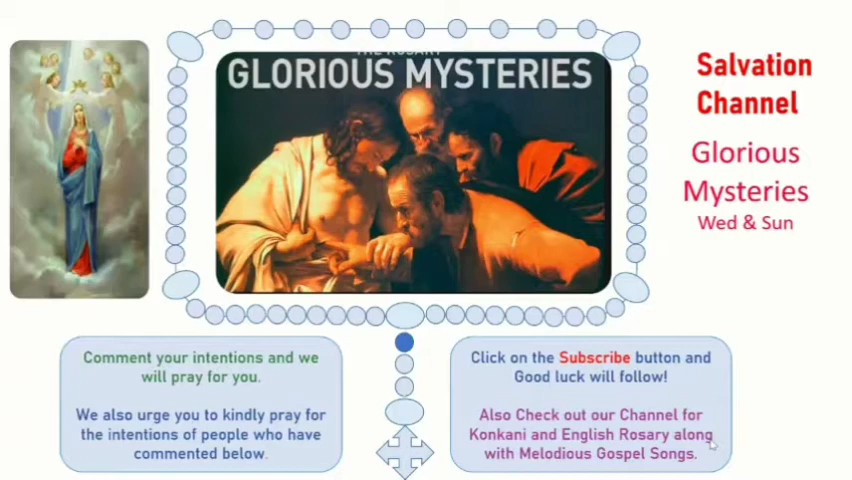 THE ROSARY
GLORIOUS MYSTERIES
Salvation
Channel
Glorious
Mysteries
Wed & Sun
Comment your intentions and we
will pray for you.
We also urge you to kindly pray for
the intentions of people who have
commented below.
Click on the Subscribe button and
Good luck will follow!
Also Check out our Channel for
Konkani and English Rosary along
with Melodious Gospel Songs.